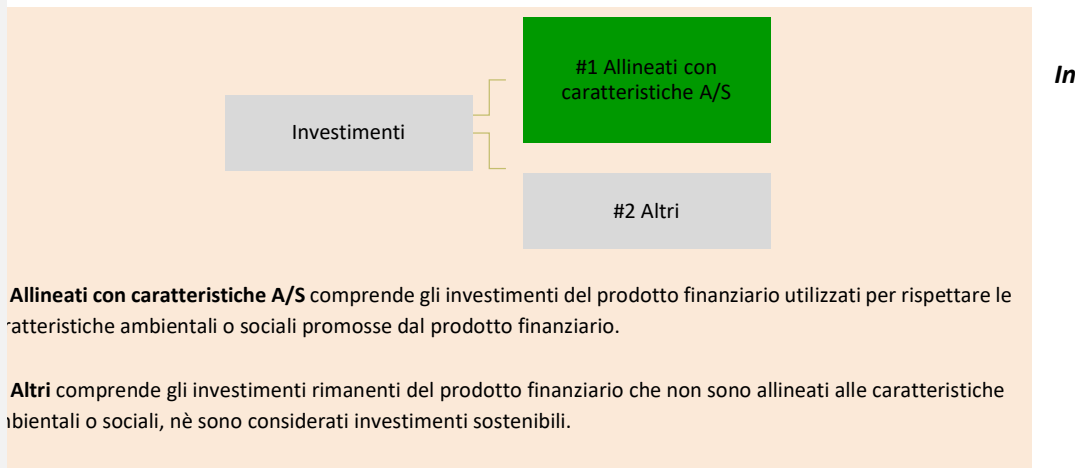 #1 Allineati con
caratteristiche A/S
In
Investimenti
#2 Altri
Allineati con caratteristiche A/S comprende gli investimenti del prodotto finanziario utilizzati per rispettare le
ratteristiche ambientali o sociali promosse dal prodotto finanziario.
Altri comprende gli investimenti rimanenti del prodotto finanziario che non sono allineati alle caratteristiche
bientali o sociali, nè sono considerati investimenti sostenibili.